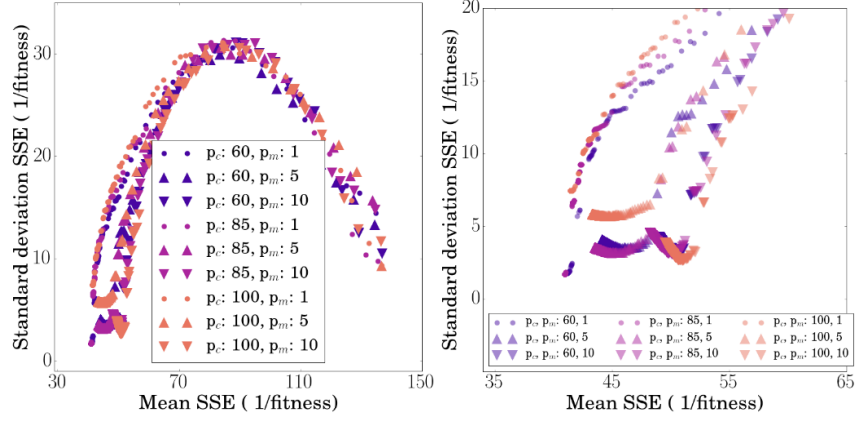 Standard deviation SSE ( 1/fitness)
30
20
10
0
p_c: 60, p_m: 1
p_c: 60, p_m: 5
p_c: 60, p_m: 10
p_c: 85, p_m: 1
p_c: 85, p_m: 5
p_c: 85, p_m: 10
p_c: 100, p_m: 1
p_c: 100, p_m: 5
p_c: 100, p_m: 10
30 70 110 150
Mean SSE ( 1/fitness)
Standard deviation SSE ( 1/fitness)
20
15
10
5
0
p_c, p_m: 60, 1 p_c, p_m: 85, 1 p_c, p_m: 100, 1
p_c, p_m: 60, 5 p_c, p_m: 85, 5 p_c, p_m: 100, 5
p_c, p_m: 60, 10 p_c, p_m: 85, 10 p_c, p_m: 100, 10
35 45 55 65
Mean SSE ( 1/fitness)